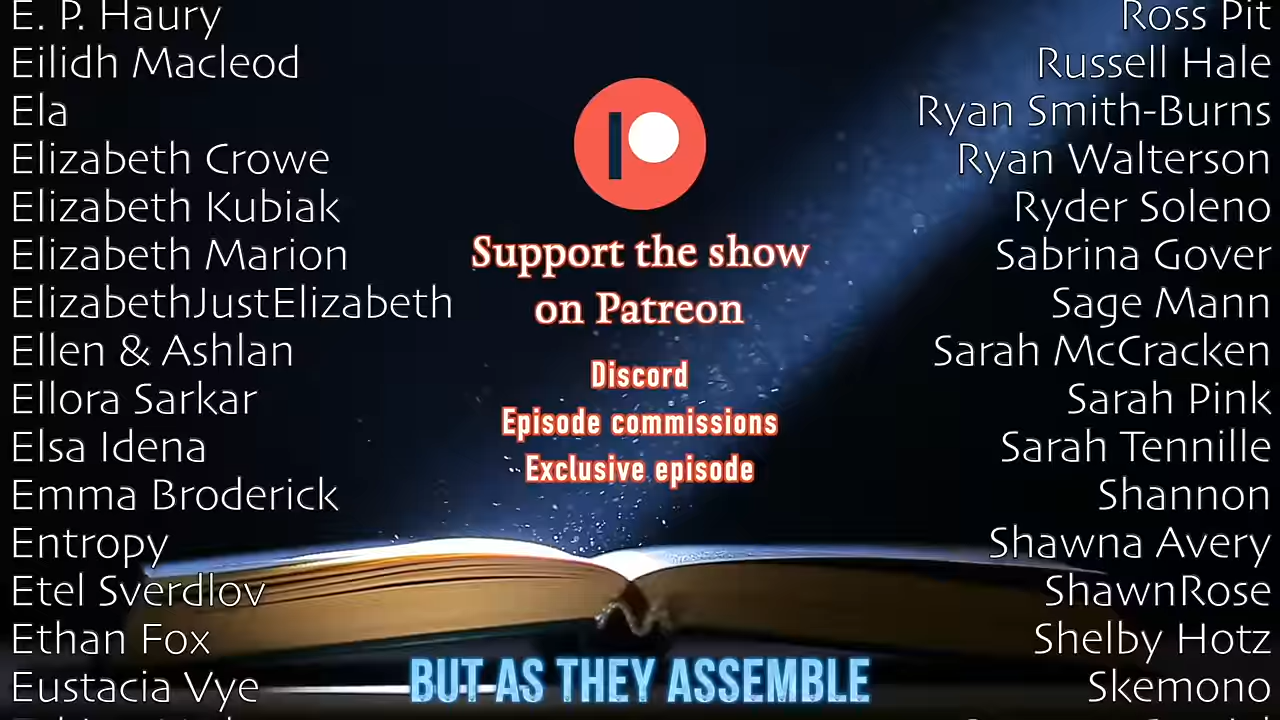 E. P. Haury
Eilidh Macleod
Ela
Elizabeth Crowe
Elizabeth Kubiak
Elizabeth Marion
ElizabethJustElizabeth
Ellen & Ashlan
Ellora Sarkar
Elsa Idena
Emma Broderick
Entropy
Etel Sverdlov
Ethan Fox
Eustacia Vye
Support the show
on Patreon
Discord
Episode commissions
Exclusive episode
BUT AS THEY ASSEMBLE
Ross Pit
Russell Hale
Ryan Smith-Burns
Ryan Walterson
Ryder Soleno
Sabrina Gover
Sage Mann
Sarah McCracken
Sarah Pink
Sarah Tennille
Shannon
Shawna Avery
ShawnRose
Shelby Hotz
Skemono